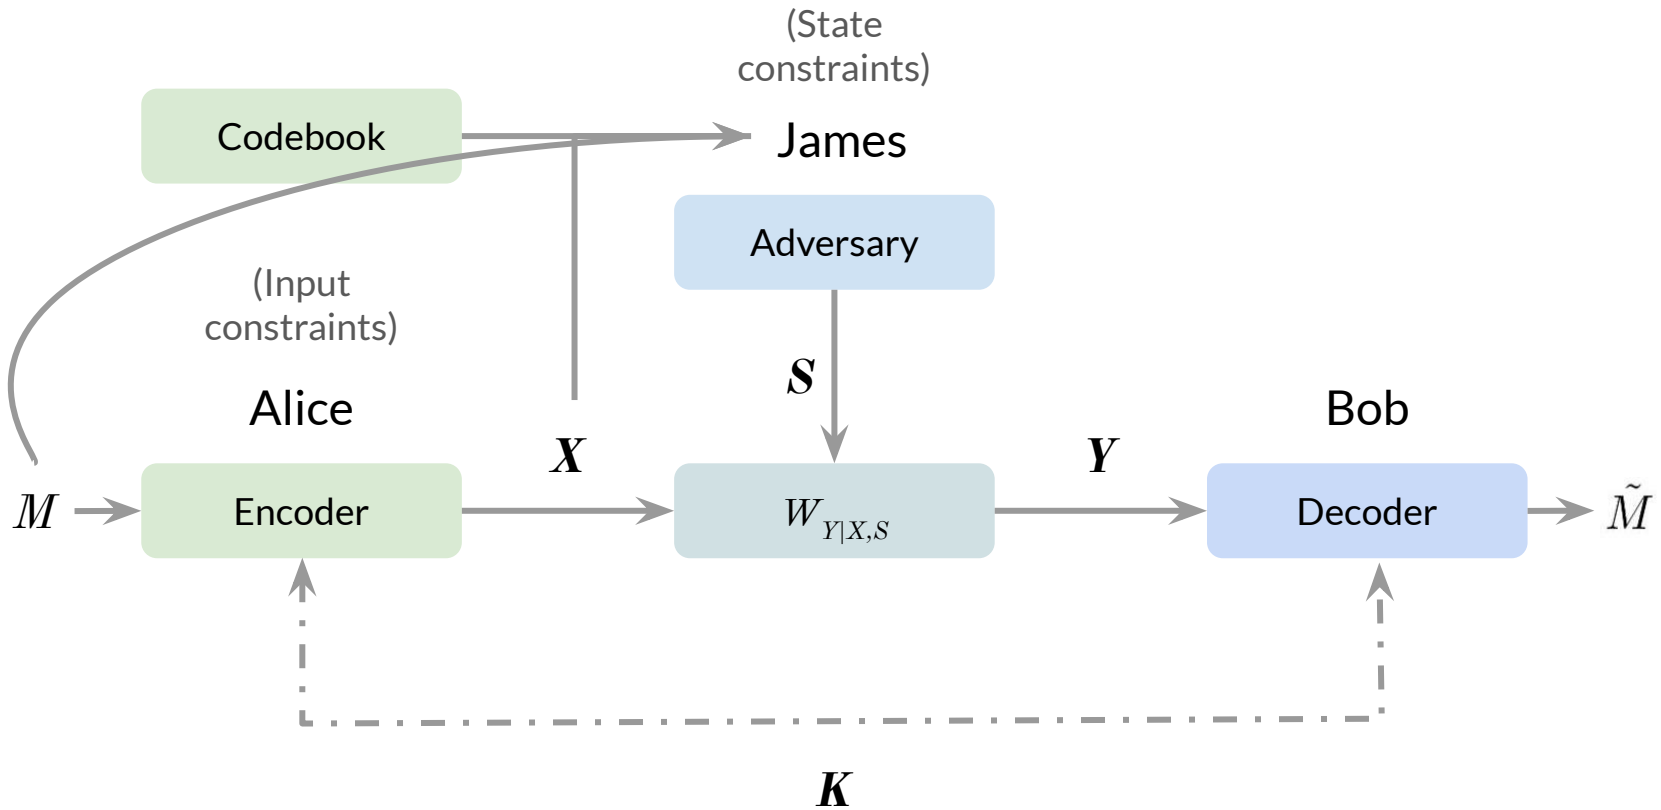 (State
constraints)
Codebook
James
Adversary
(Input
constraints)
S
Alice
Bob
X
Y
M
Encoder
W_{Y|X,S}
Decoder
M̃
K